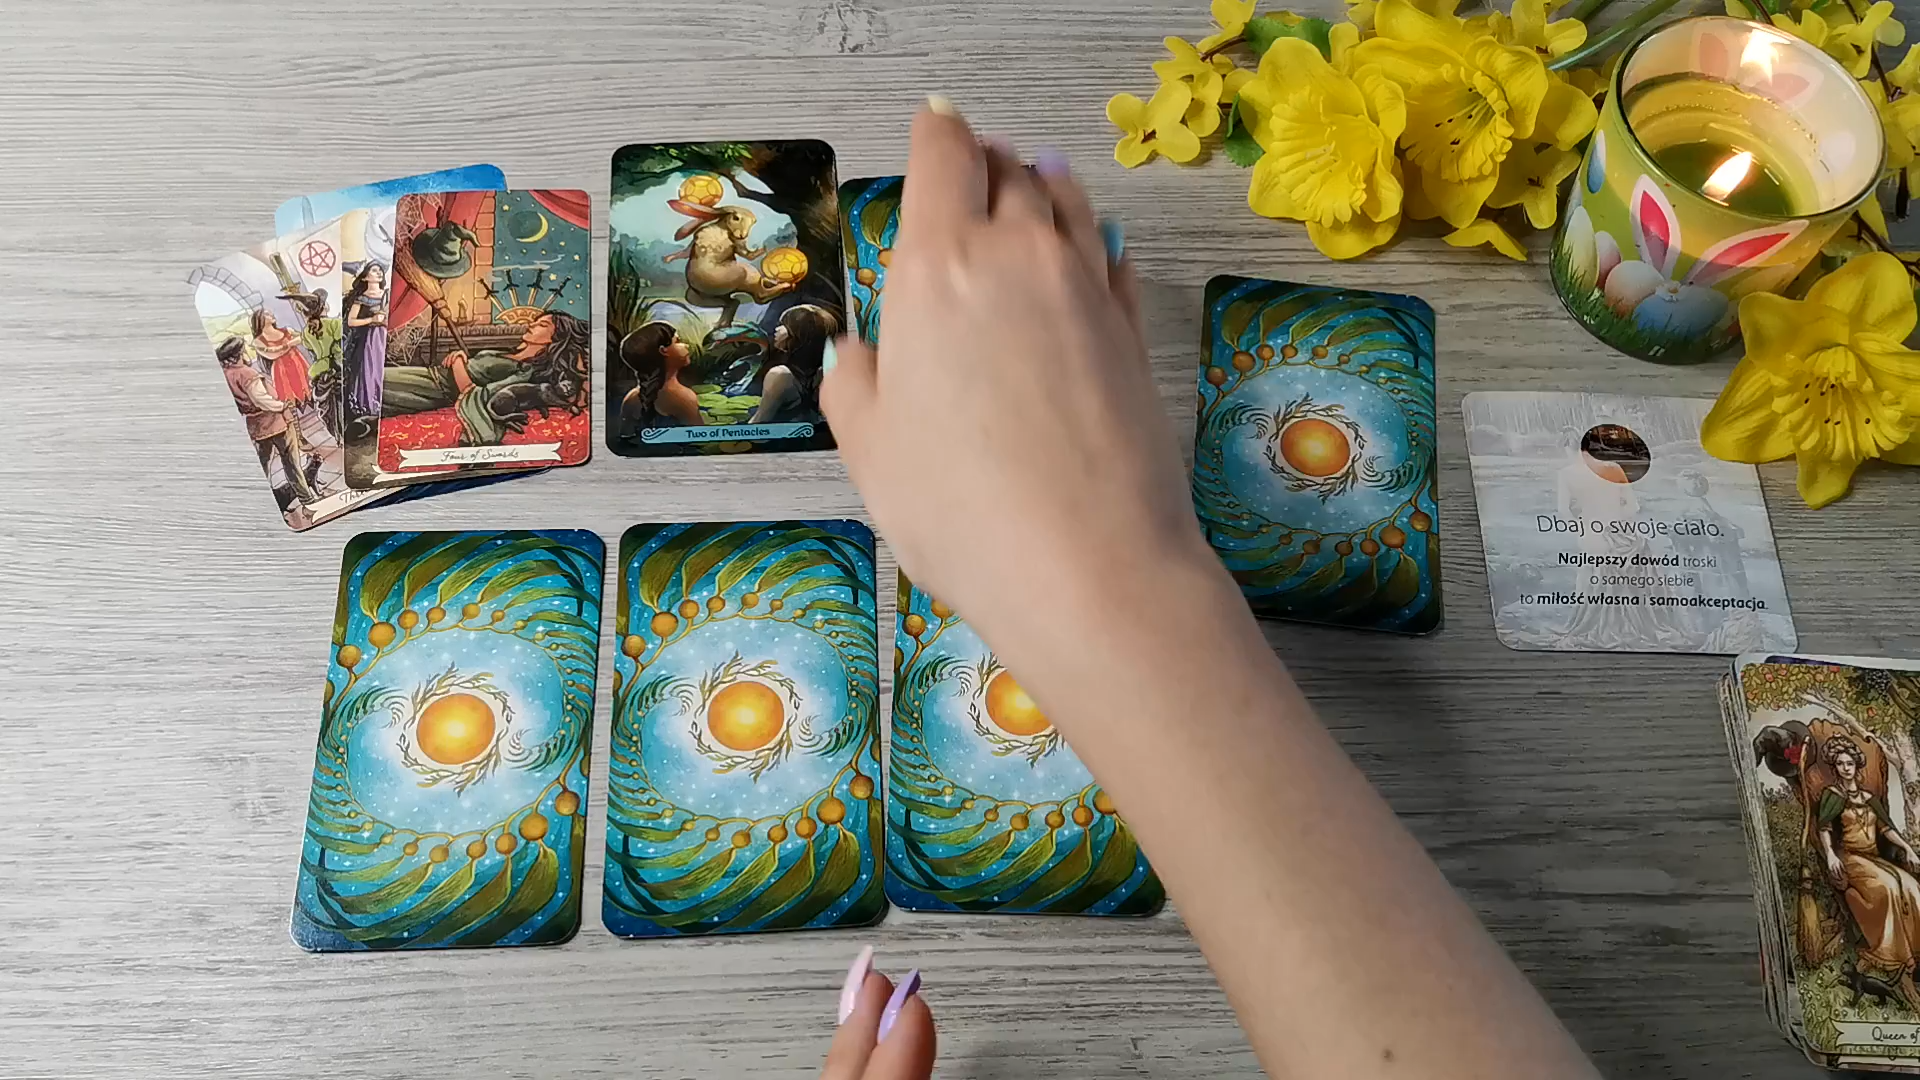 Four of Swords
Two of Pentacles
Dbaj o swoje ciało.
Najlepszy dowód troski
o samego siebie
to miłość własna i samoakceptacja.
Queen of